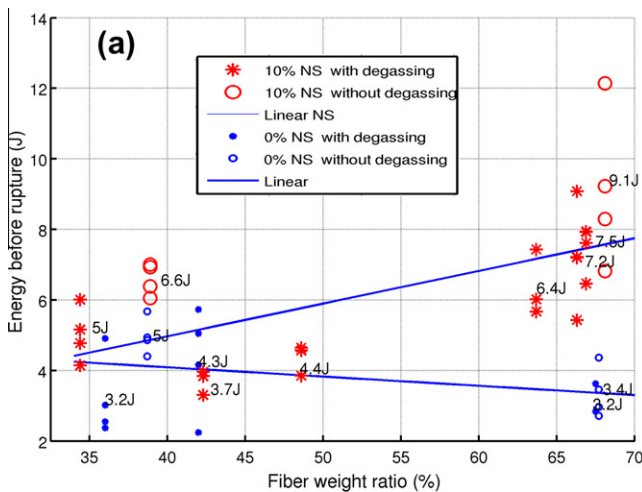 (a)
14
12
10
8
6
4
2
Energy before rupture (J)
10% NS with degassing
10% NS without degassing
Linear NS
0% NS with degassing
0% NS without degassing
Linear
9.1J
7.5J
7.2J
6.6J
6.4J
5J
5J
4.3J
4.4J
3.7J
3.2J
3.4J
3.2J
35 40 45 50 55 60 65 70
Fiber weight ratio (%)